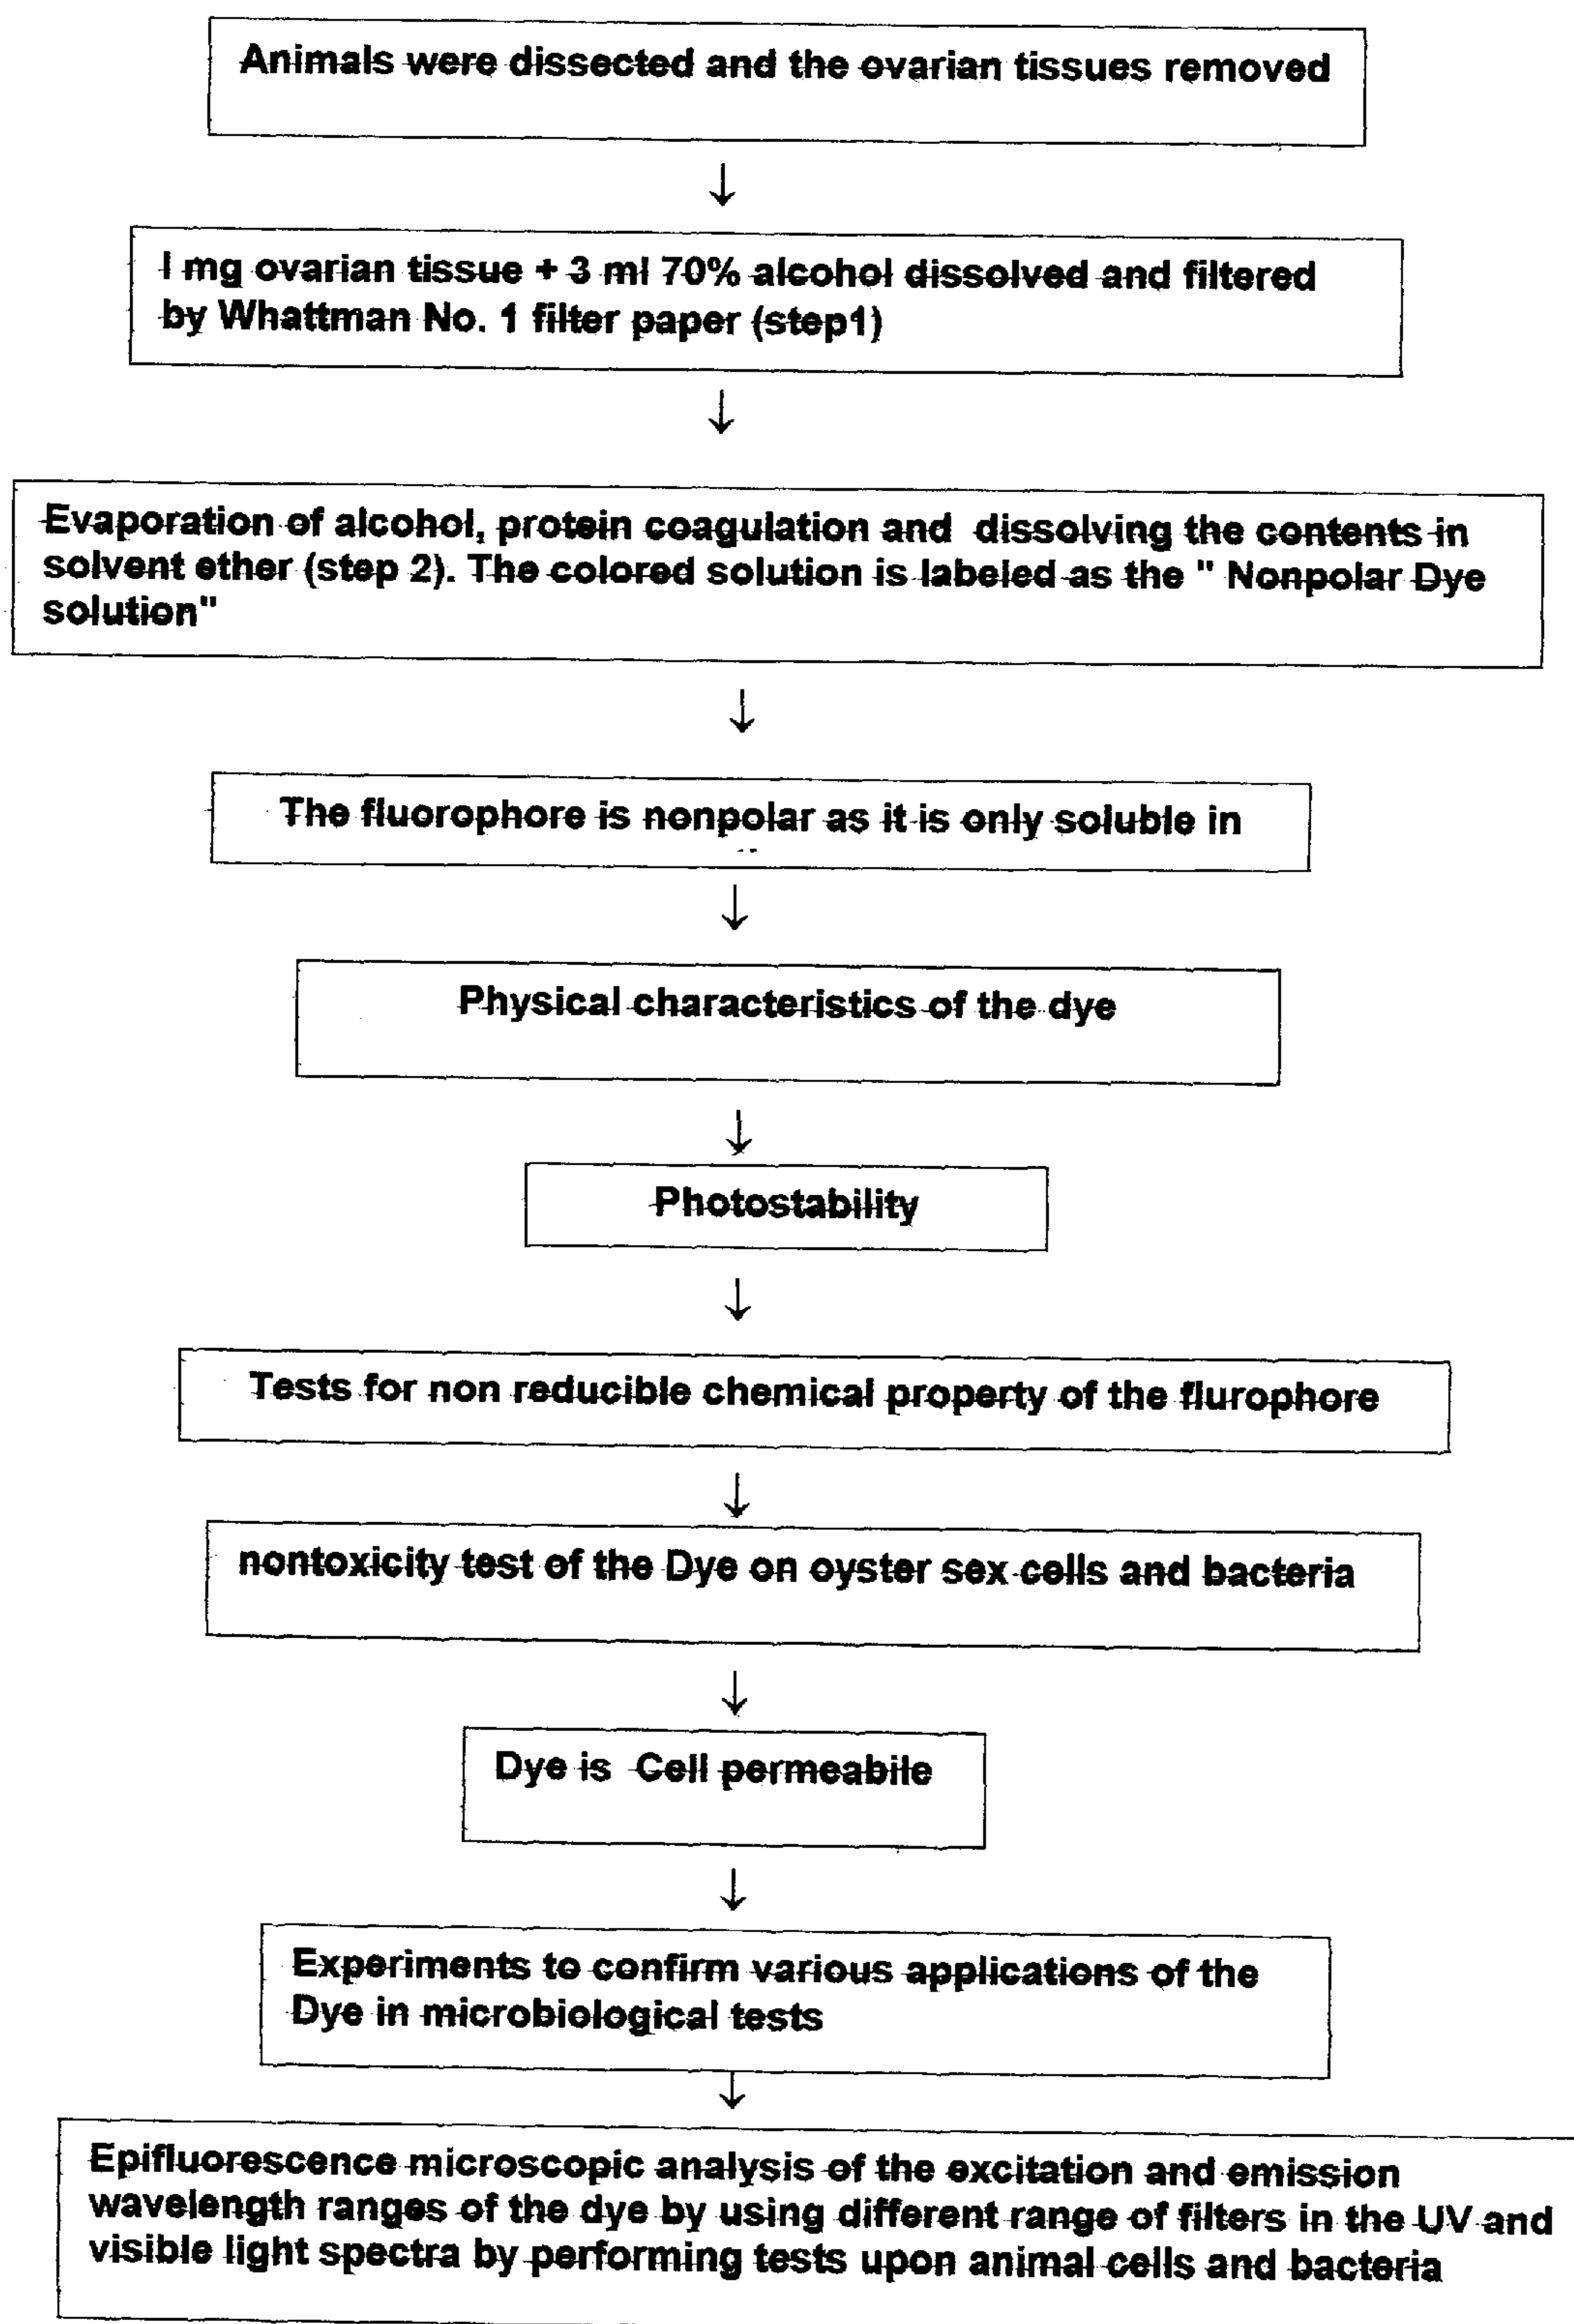 Animals were dissected and the ovarian tissues removed
I mg ovarian tissue + 3 ml 70% alcohol dissolved and filtered
by Whattman No. 1 filter paper (step1)
Evaporation of alcohol, protein coagulation and dissolving the contents in
solvent ether (step 2). The colored solution is labeled as the " Nonpolar Dye
solution"
The fluorophore is nonpolar as it is only soluble in
Physical characteristics of the dye
Photostability
Tests for non reducible chemical property of the flurophore
nontoxicity test of the Dye on oyster sex cells and bacteria
Dye is Cell permeabile
Experiments to confirm various applications of the
Dye in microbiological tests
Epifluorescence microscopic analysis of the excitation and emission
wavelength ranges of the dye by using different range of filters in the UV and
visible light spectra by performing tests upon animal cells and bacteria